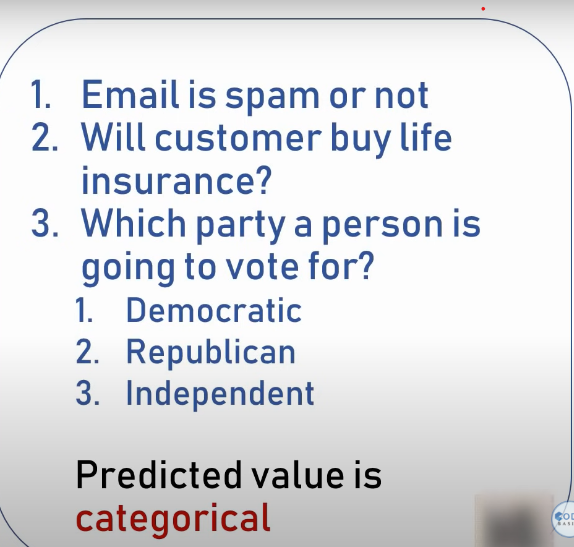 1. Email is spam or not
2. Will customer buy life
insurance?
3. Which party a person is
going to vote for?
1. Democratic
2. Republican
3. Independent
Predicted value is
categorical